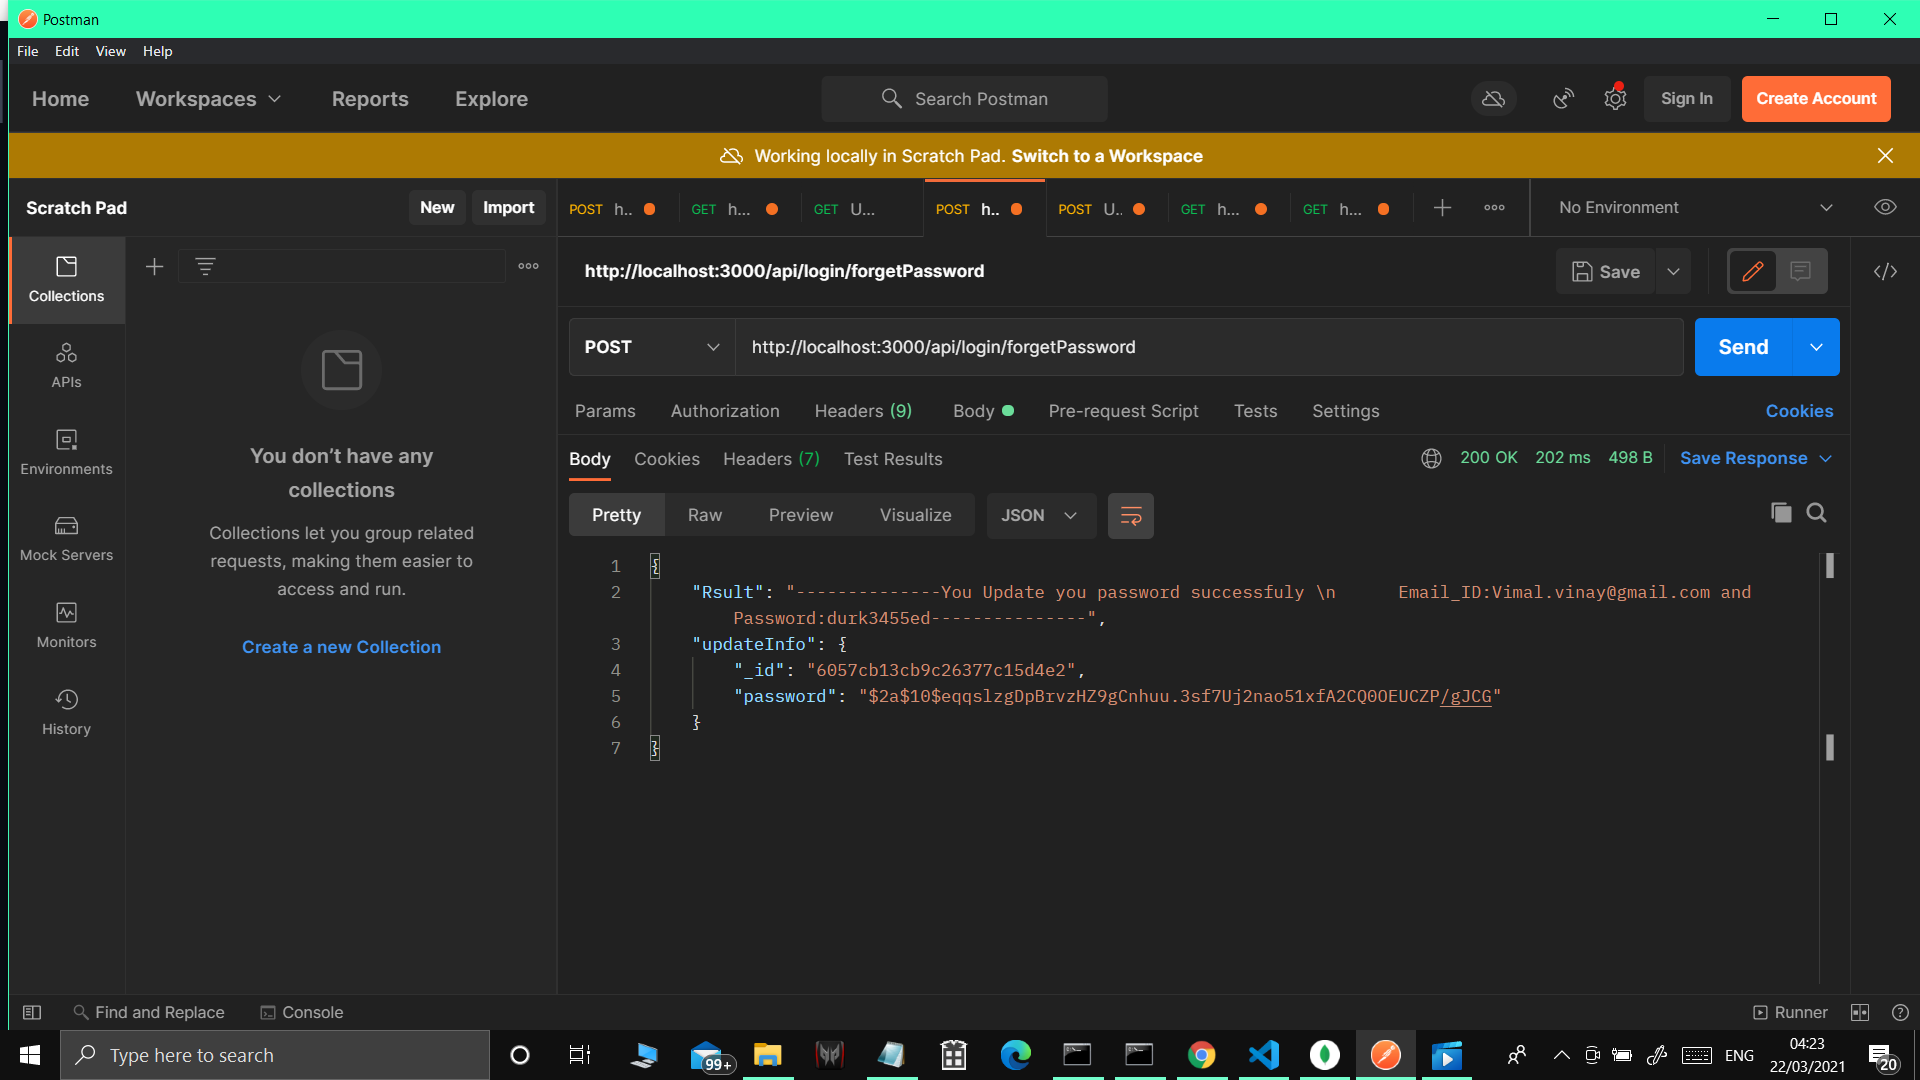 Postman
File Edit View Help
Home Workspaces Reports Explore Search Postman Sign In Create Account
Working locally in Scratch Pad. Switch to a Workspace
Scratch Pad New Import POST h.. GET h... GET U... POST h.. POST U.. GET h... GET h... No Environment
http://localhost:3000/api/login/forgetPassword Save
Collections
POST http://localhost:3000/api/login/forgetPassword Send
APIs
Params Authorization Headers (9) Body Pre-request Script Tests Settings Cookies
You don't have any
collections
Body Cookies Headers (7) Test Results 200 OK 202 ms 498 B Save Response
Environments
Collections let you group related
requests, making them easier to
access and run.
Pretty Raw Preview Visualize JSON
Mock Servers
Create a new Collection
Monitors
History
1 {
2 "Rsult": "--------------You Update you password successfuly \n      Email_ID:Vimal.vinay@gmail.com and
Password:durk3455ed---------------",
3 "updateInfo": {
4 "_id": "6057cb13cb9c26377c15d4e2",
5 "password": "$2a$10$eqqslzgDpBrvzHZ9gCnhuu.3sf7Uj2nao51xfA2CQ0OEUCZP/gJCG"
6 }
7 }
Find and Replace Console Runner
Type here to search 99+ ENG 04:23
22/03/2021 20